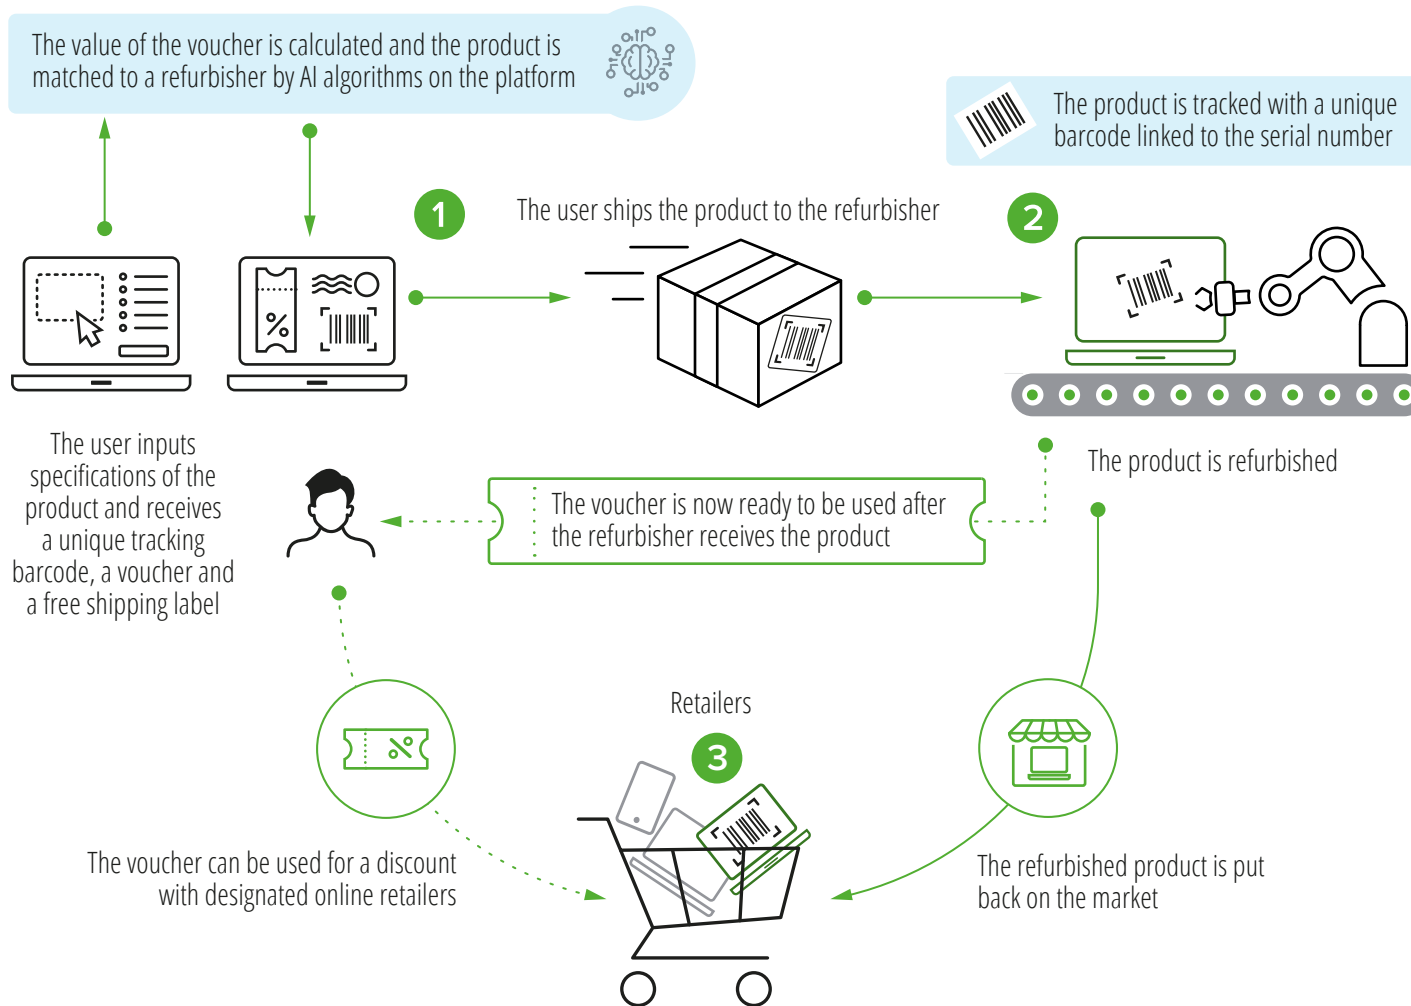 The value of the voucher is calculated and the product is
matched to a refurbisher by AI algorithms on the platform
The product is tracked with a unique
barcode linked to the serial number
1
The user ships the product to the refurbisher
2
The user inputs
specifications of the
product and receives
a unique tracking
barcode, a voucher and
a free shipping label
The voucher is now ready to be used after
the refurbisher receives the product
The product is refurbished
Retailers
3
The voucher can be used for a discount
with designated online retailers
The refurbished product is put
back on the market